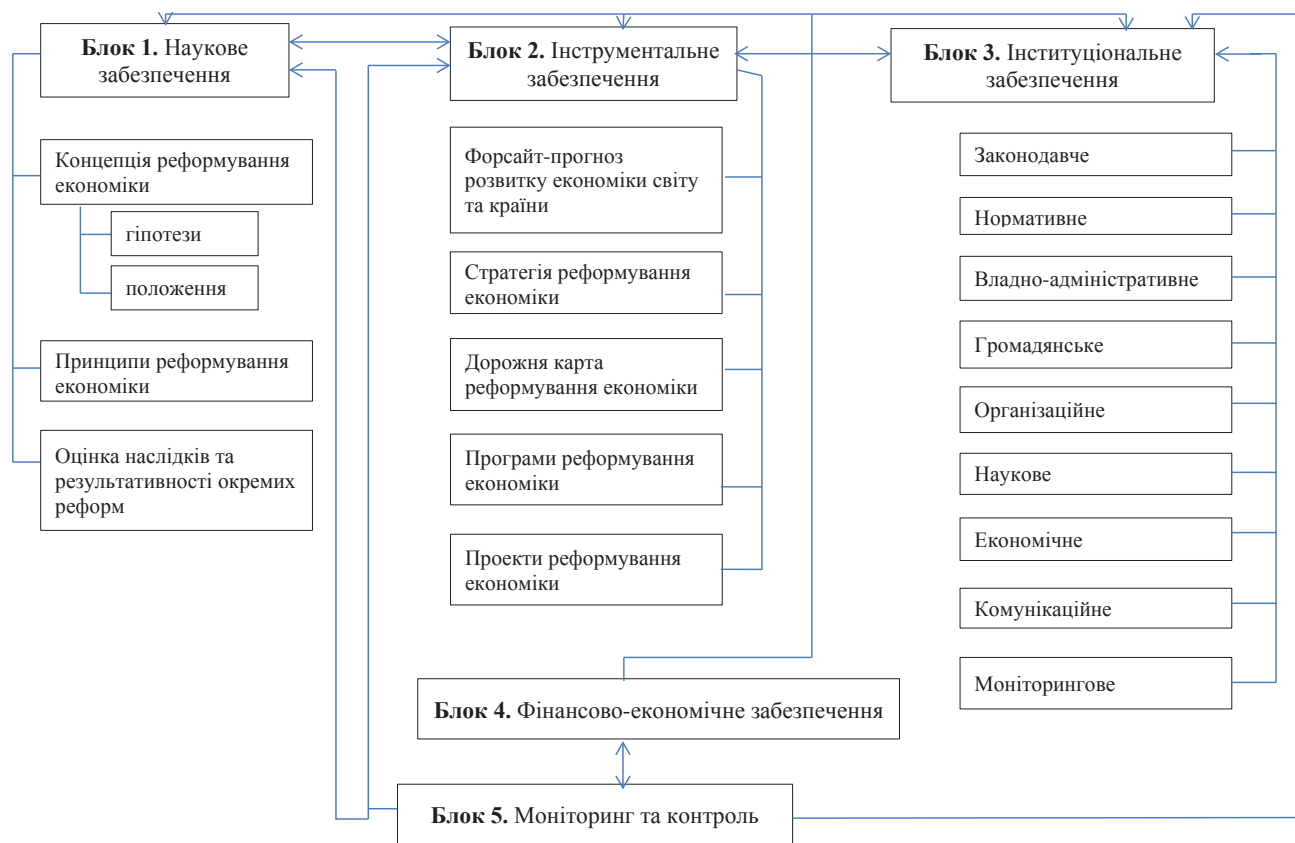 Блок 1. Наукове
забезпечення
Концепція реформування
економіки
гіпотези
положення
Принципи реформування
економіки
Оцінка наслідків та
результативності окремих
реформ
Блок 2. Інструментальне
забезпечення
Форсайт-прогноз
розвитку економіки світу
та країни
Стратегія реформування
економіки
Дорожня карта
реформування економіки
Програми реформування
економіки
Проекти реформування
економіки
Блок 3. Інституціональне
забезпечення
Законодавче
Нормативне
Владно-адміністративне
Громадянське
Організаційне
Наукове
Економічне
Комунікаційне
Моніторингове
Блок 4. Фінансово-економічне забезпечення
Блок 5. Моніторинг та контроль